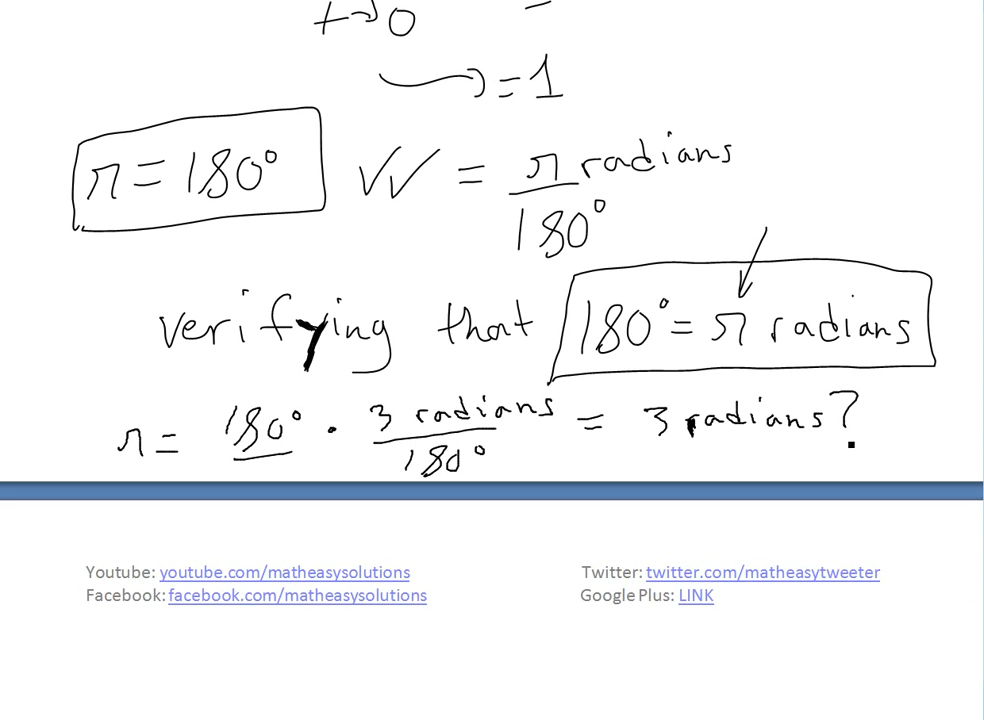 +→0 =
= 1
π = 180° √√ = π radians / 180°
verifying that 180° = π radians
π = 180° · 3 radians / 180° = 3 radians?
Youtube: youtube.com/matheasysolutions Twitter: twitter.com/matheasytweeter
Facebook: facebook.com/matheasysolutions Google Plus: LINK